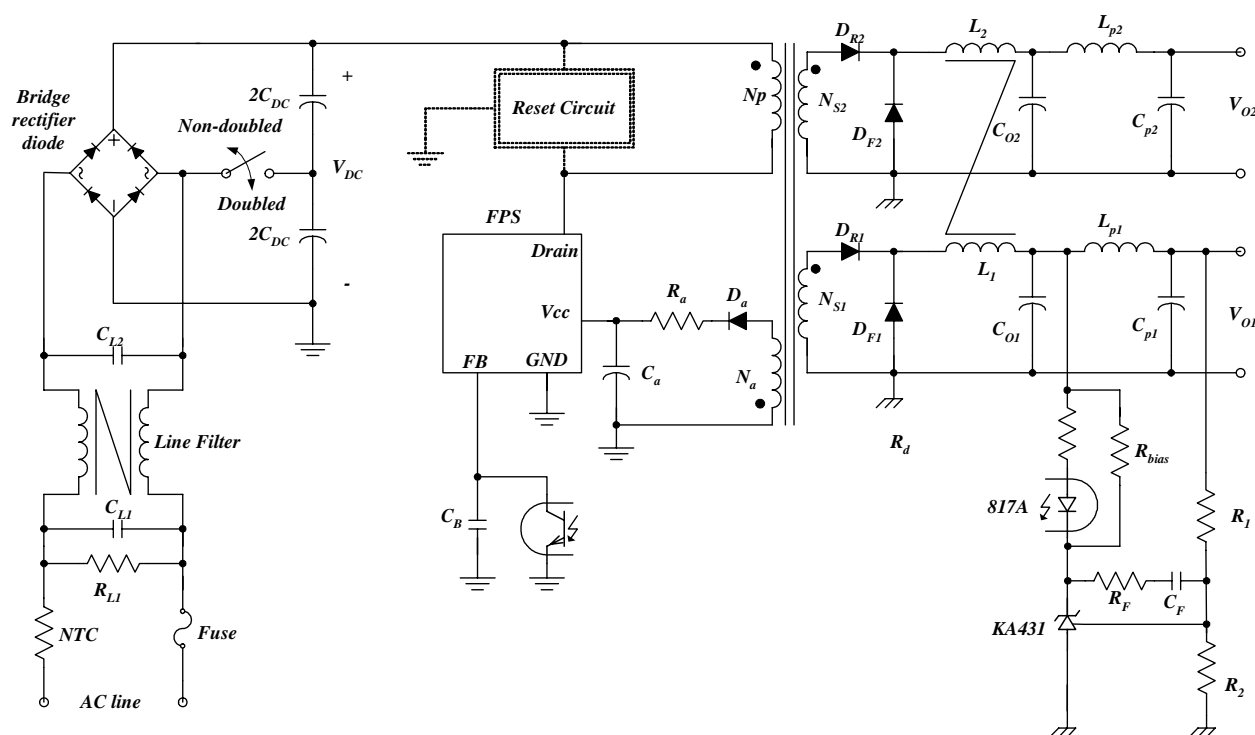 Bridge
rectifier
diode
+
~
~
−
Non-doubled
Doubled
2C_DC
2C_DC
+
V_DC
-
C_L2
Line Filter
C_L1
R_L1
NTC
Fuse
AC line
Reset Circuit
FPS
Drain
Vcc
FB
GND
C_B
R_a
D_a
C_a
N_a
Np
N_S2
D_R2
D_F2
L_2
L_p2
C_O2
C_p2
V_O2
N_S1
D_R1
D_F1
L_1
L_p1
C_O1
C_p1
V_O1
R_d
R_bias
817A
R_1
R_F
C_F
KA431
R_2